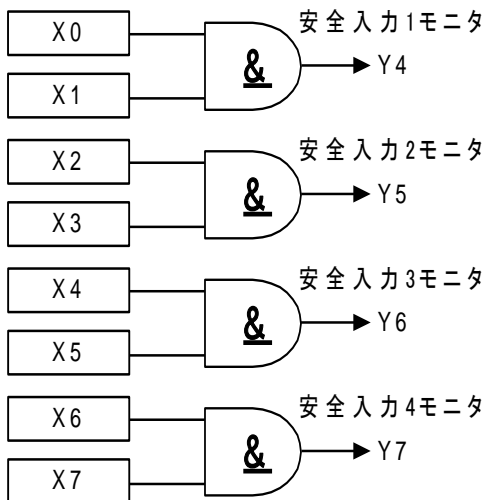 安全入力1モニタ
X0
&
Y4
X1
安全入力2モニタ
X2
&
Y5
X3
安全入力3モニタ
X4
&
Y6
X5
安全入力4モニタ
X6
&
Y7
X7